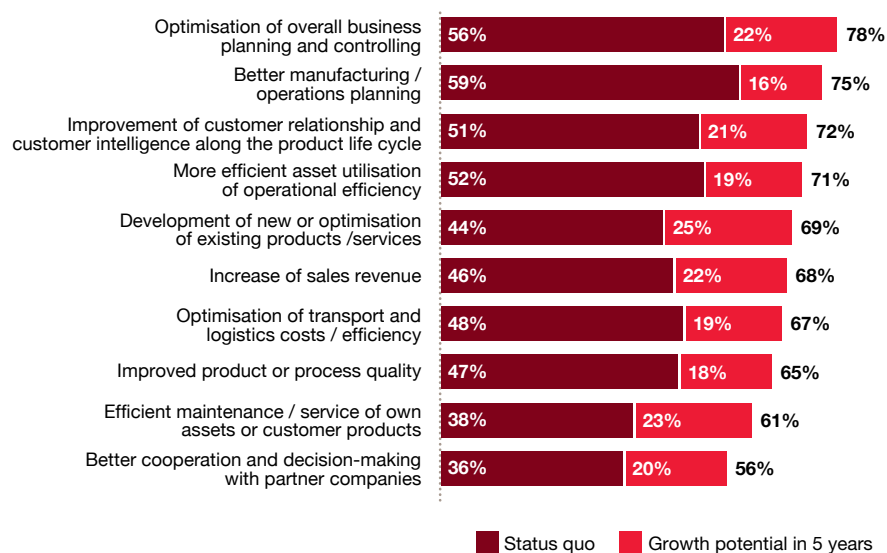 Optimisation of overall business
planning and controlling
56% 22% 78%
Better manufacturing /
operations planning
59% 16% 75%
Improvement of customer relationship and
customer intelligence along the product life cycle
51% 21% 72%
More efficient asset utilisation
of operational efficiency
52% 19% 71%
Development of new or optimisation
of existing products /services
44% 25% 69%
Increase of sales revenue
46% 22% 68%
Optimisation of transport and
logistics costs / efficiency
48% 19% 67%
Improved product or process quality
47% 18% 65%
Efficient maintenance / service of own
assets or customer products
38% 23% 61%
Better cooperation and decision-making
with partner companies
36% 20% 56%
Status quo Growth potential in 5 years